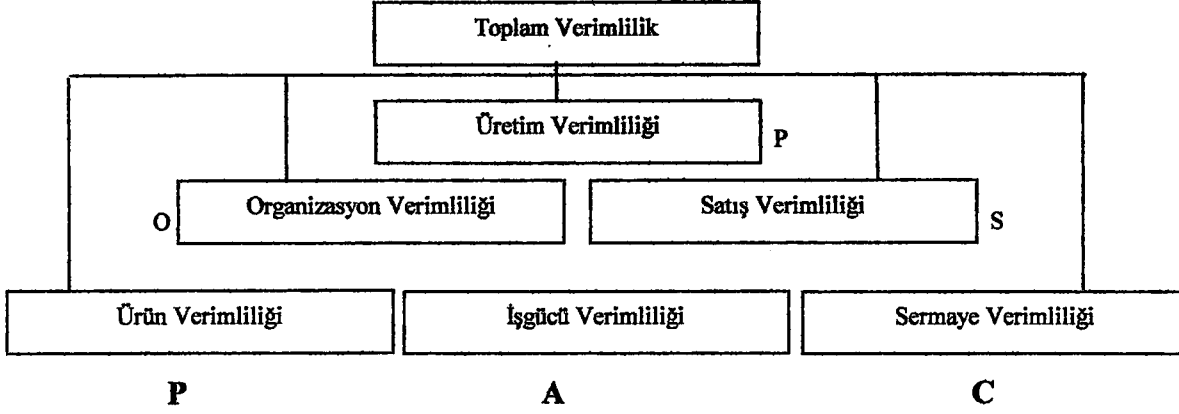 Toplam Verimlilik
Üretim Verimliliği
P
Organizasyon Verimliliği
Satış Verimliliği
O
S
Ürün Verimliliği
İşgücü Verimliliği
Sermaye Verimliliği
P
A
C